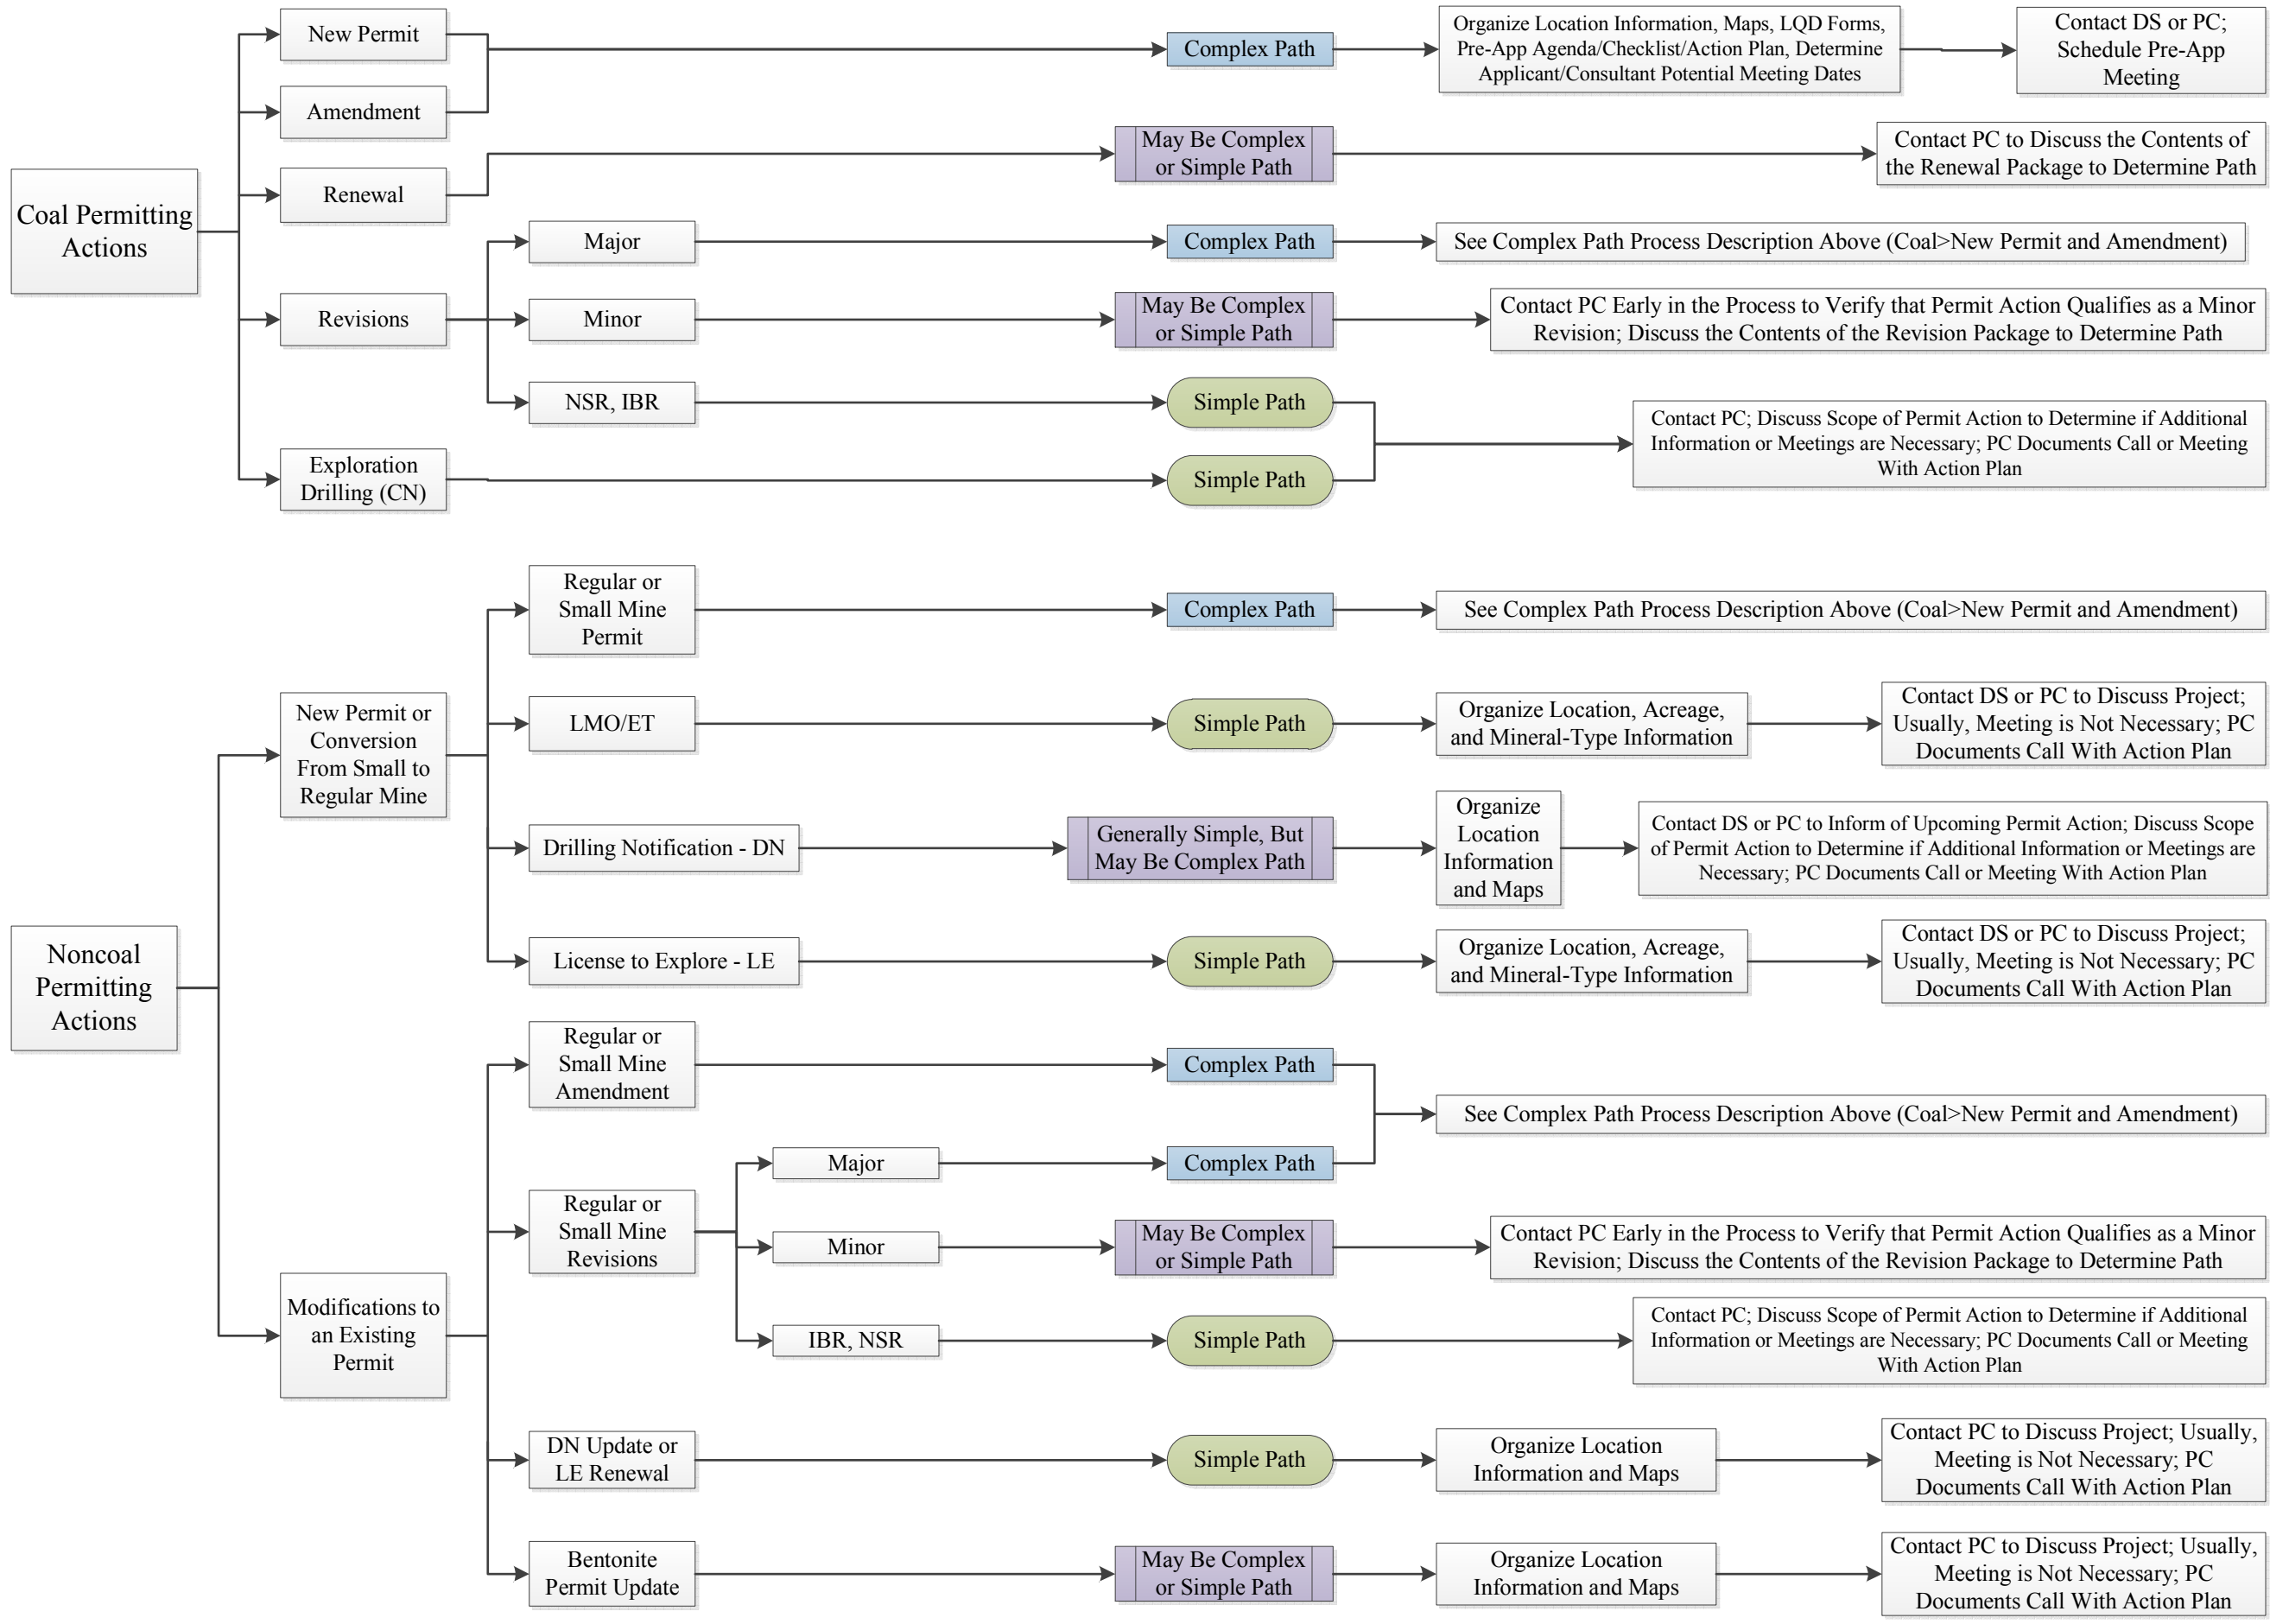 New Permit
Complex Path
Organize Location Information, Maps, LQD Forms,
Pre-App Agenda/Checklist/Action Plan, Determine
Applicant/Consultant Potential Meeting Dates
Contact DS or PC;
Schedule Pre-App
Meeting
Amendment
Coal Permitting
Actions
Renewal
May Be Complex
or Simple Path
Contact PC to Discuss the Contents of
the Renewal Package to Determine Path
Revisions
Major
Complex Path
See Complex Path Process Description Above (Coal>New Permit and Amendment)
Minor
May Be Complex
or Simple Path
Contact PC Early in the Process to Verify that Permit Action Qualifies as a Minor
Revision; Discuss the Contents of the Revision Package to Determine Path
NSR, IBR
Simple Path
Contact PC; Discuss Scope of Permit Action to Determine if Additional
Information or Meetings are Necessary; PC Documents Call or Meeting
With Action Plan
Exploration
Drilling (CN)
Simple Path
Noncoal
Permitting
Actions
New Permit or
Conversion
From Small to
Regular Mine
Regular or
Small Mine
Permit
Complex Path
See Complex Path Process Description Above (Coal>New Permit and Amendment)
LMO/ET
Simple Path
Organize Location, Acreage,
and Mineral-Type Information
Contact DS or PC to Discuss Project;
Usually, Meeting is Not Necessary; PC
Documents Call With Action Plan
Drilling Notification - DN
Generally Simple, But
May Be Complex Path
Organize
Location
Information
and Maps
Contact DS or PC to Inform of Upcoming Permit Action; Discuss Scope
of Permit Action to Determine if Additional Information or Meetings are
Necessary; PC Documents Call or Meeting With Action Plan
License to Explore - LE
Simple Path
Organize Location, Acreage,
and Mineral-Type Information
Contact DS or PC to Discuss Project;
Usually, Meeting is Not Necessary; PC
Documents Call With Action Plan
Modifications to
an Existing
Permit
Regular or
Small Mine
Amendment
Complex Path
See Complex Path Process Description Above (Coal>New Permit and Amendment)
Regular or
Small Mine
Revisions
Major
Complex Path
Minor
May Be Complex
or Simple Path
Contact PC Early in the Process to Verify that Permit Action Qualifies as a Minor
Revision; Discuss the Contents of the Revision Package to Determine Path
IBR, NSR
Simple Path
Contact PC; Discuss Scope of Permit Action to Determine if Additional
Information or Meetings are Necessary; PC Documents Call or Meeting
With Action Plan
DN Update or
LE Renewal
Simple Path
Organize Location
Information and Maps
Contact PC to Discuss Project; Usually,
Meeting is Not Necessary; PC
Documents Call With Action Plan
Bentonite
Permit Update
May Be Complex
or Simple Path
Organize Location
Information and Maps
Contact PC to Discuss Project; Usually,
Meeting is Not Necessary; PC
Documents Call With Action Plan